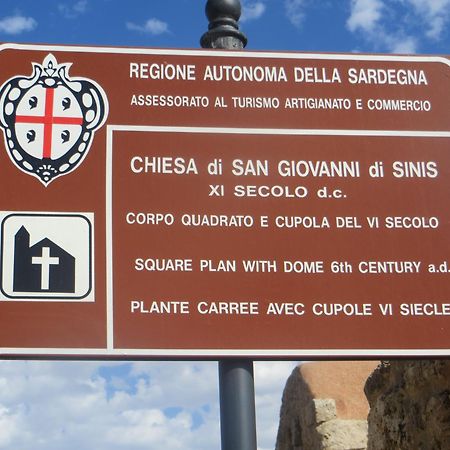 REGIONE AUTONOMA DELLA SARDEGNA
ASSESSORATO AL TURISMO ARTIGIANATO E COMMERCIO
CHIESA di SAN GIOVANNI di SINIS
XI SECOLO d.c.
CORPO QUADRATO E CUPOLA DEL VI SECOLO
SQUARE PLAN WITH DOME 6th CENTURY a.d.
PLANTE CARREE AVEC CUPOLE VI SIECLE